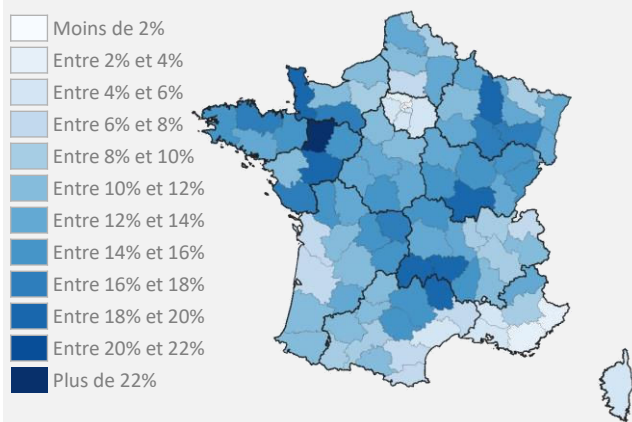 Moins de 2%
Entre 2% et 4%
Entre 4% et 6%
Entre 6% et 8%
Entre 8% et 10%
Entre 10% et 12%
Entre 12% et 14%
Entre 14% et 16%
Entre 16% et 18%
Entre 18% et 20%
Entre 20% et 22%
Plus de 22%